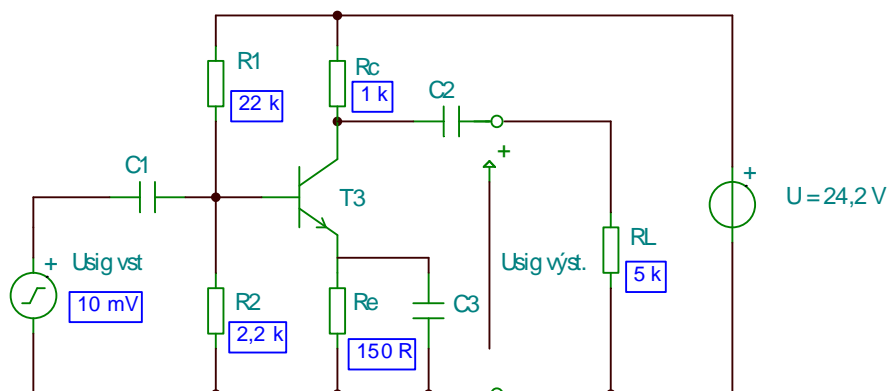 R1
22 k
Rc
1 k
C2
+
C1
T3
+
U = 24,2 V
+
Usig vst
10 mV
R2
2,2 k
Re
150 R
C3
Usig výst.
RL
5 k